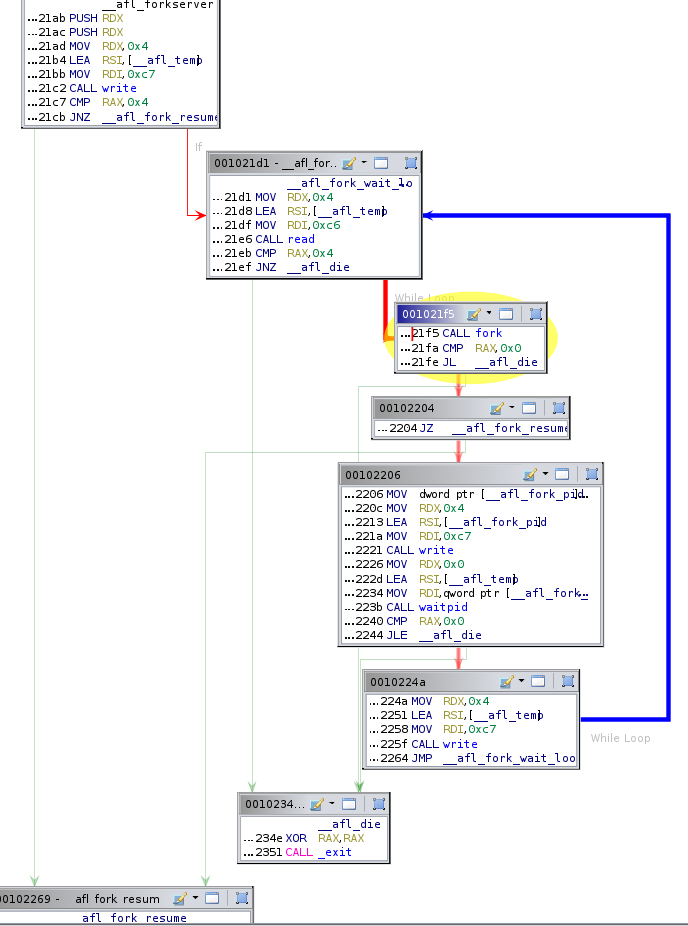 __afl_forkserver
...21ab PUSH RDX
...21ac PUSH RDX
...21ad MOV RDX,0x4
...21b4 LEA RSI,[__afl_temp]
...21bb MOV RDI,0xc7
...21c2 CALL write
...21c7 CMP RAX,0x4
...21cb JNZ __afl_fork_resume
If
001021d1 - __afl_for..
__afl_fork_wait_lo...
...21d1 MOV RDX,0x4
...21d8 LEA RSI,[__afl_temp]
...21df MOV RDI,0xc6
...21e6 CALL read
...21eb CMP RAX,0x4
...21ef JNZ __afl_die
While Loop
001021f5
...21f5 CALL fork
...21fa CMP RAX,0x0
...21fe JL __afl_die
00102204
...2204 JZ __afl_fork_resume
00102206
...2206 MOV dword ptr [__afl_fork_pid]...
...220c MOV RDX,0x4
...2213 LEA RSI,[__afl_fork_pid]
...221a MOV RDI,0xc7
...2221 CALL write
...2226 MOV RDX,0x0
...222d LEA RSI,[__afl_temp]
...2234 MOV RDI,qword ptr [__afl_fork...
...223b CALL waitpid
...2240 CMP RAX,0x0
...2244 JLE __afl_die
0010224a
...224a MOV RDX,0x4
...2251 LEA RSI,[__afl_temp]
...2258 MOV RDI,0xc7
...225f CALL write
...2264 JMP __afl_fork_wait_loo
While Loop
0010234...
__afl_die
...234e XOR RAX,RAX
...2351 CALL _exit
00102269 - __afl_fork_resum
__afl_fork_resume